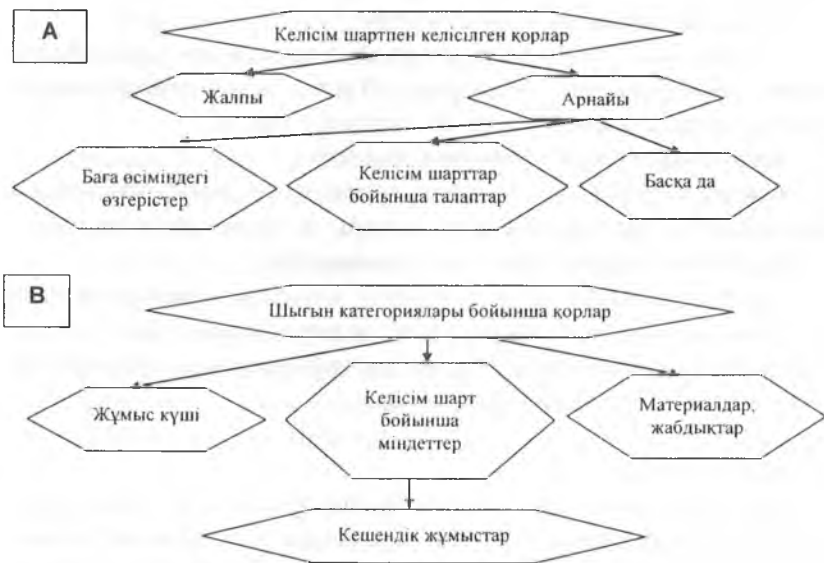 A
Келісім шартпен келісілген қорлар
Жалпы
Арнайы
Баға өсіміндегі
өзгерістер
Келісім шарттар
бойынша талаптар
Басқа да
B
Шығын категориялары бойынша қорлар
Жұмыс күші
Келісім шарт
бойынша
міндеттер
Материалдар,
жабдықтар
Кешендік жұмыстар